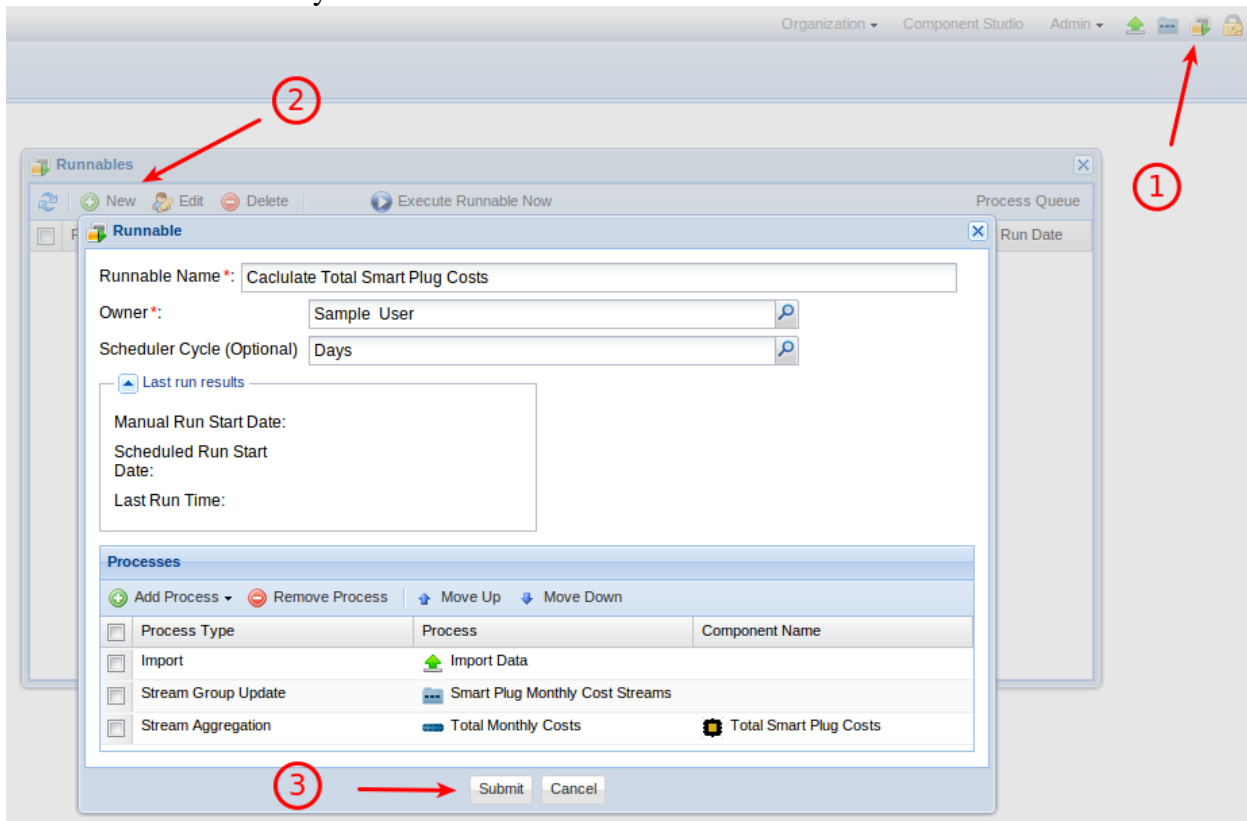 Organization Component Studio Admin
2
1
Runnables
New Edit Delete Execute Runnable Now Process Queue
Run Date
Runnable
Runnable Name*: Caclulate Total Smart Plug Costs
Owner*: Sample User
Scheduler Cycle (Optional) Days
Last run results
Manual Run Start Date:
Scheduled Run Start
Date:
Last Run Time:
Processes
Add Process Remove Process Move Up Move Down
Process Type Process Component Name
Import Import Data
Stream Group Update Smart Plug Monthly Cost Streams
Stream Aggregation Total Monthly Costs Total Smart Plug Costs
3 Submit Cancel